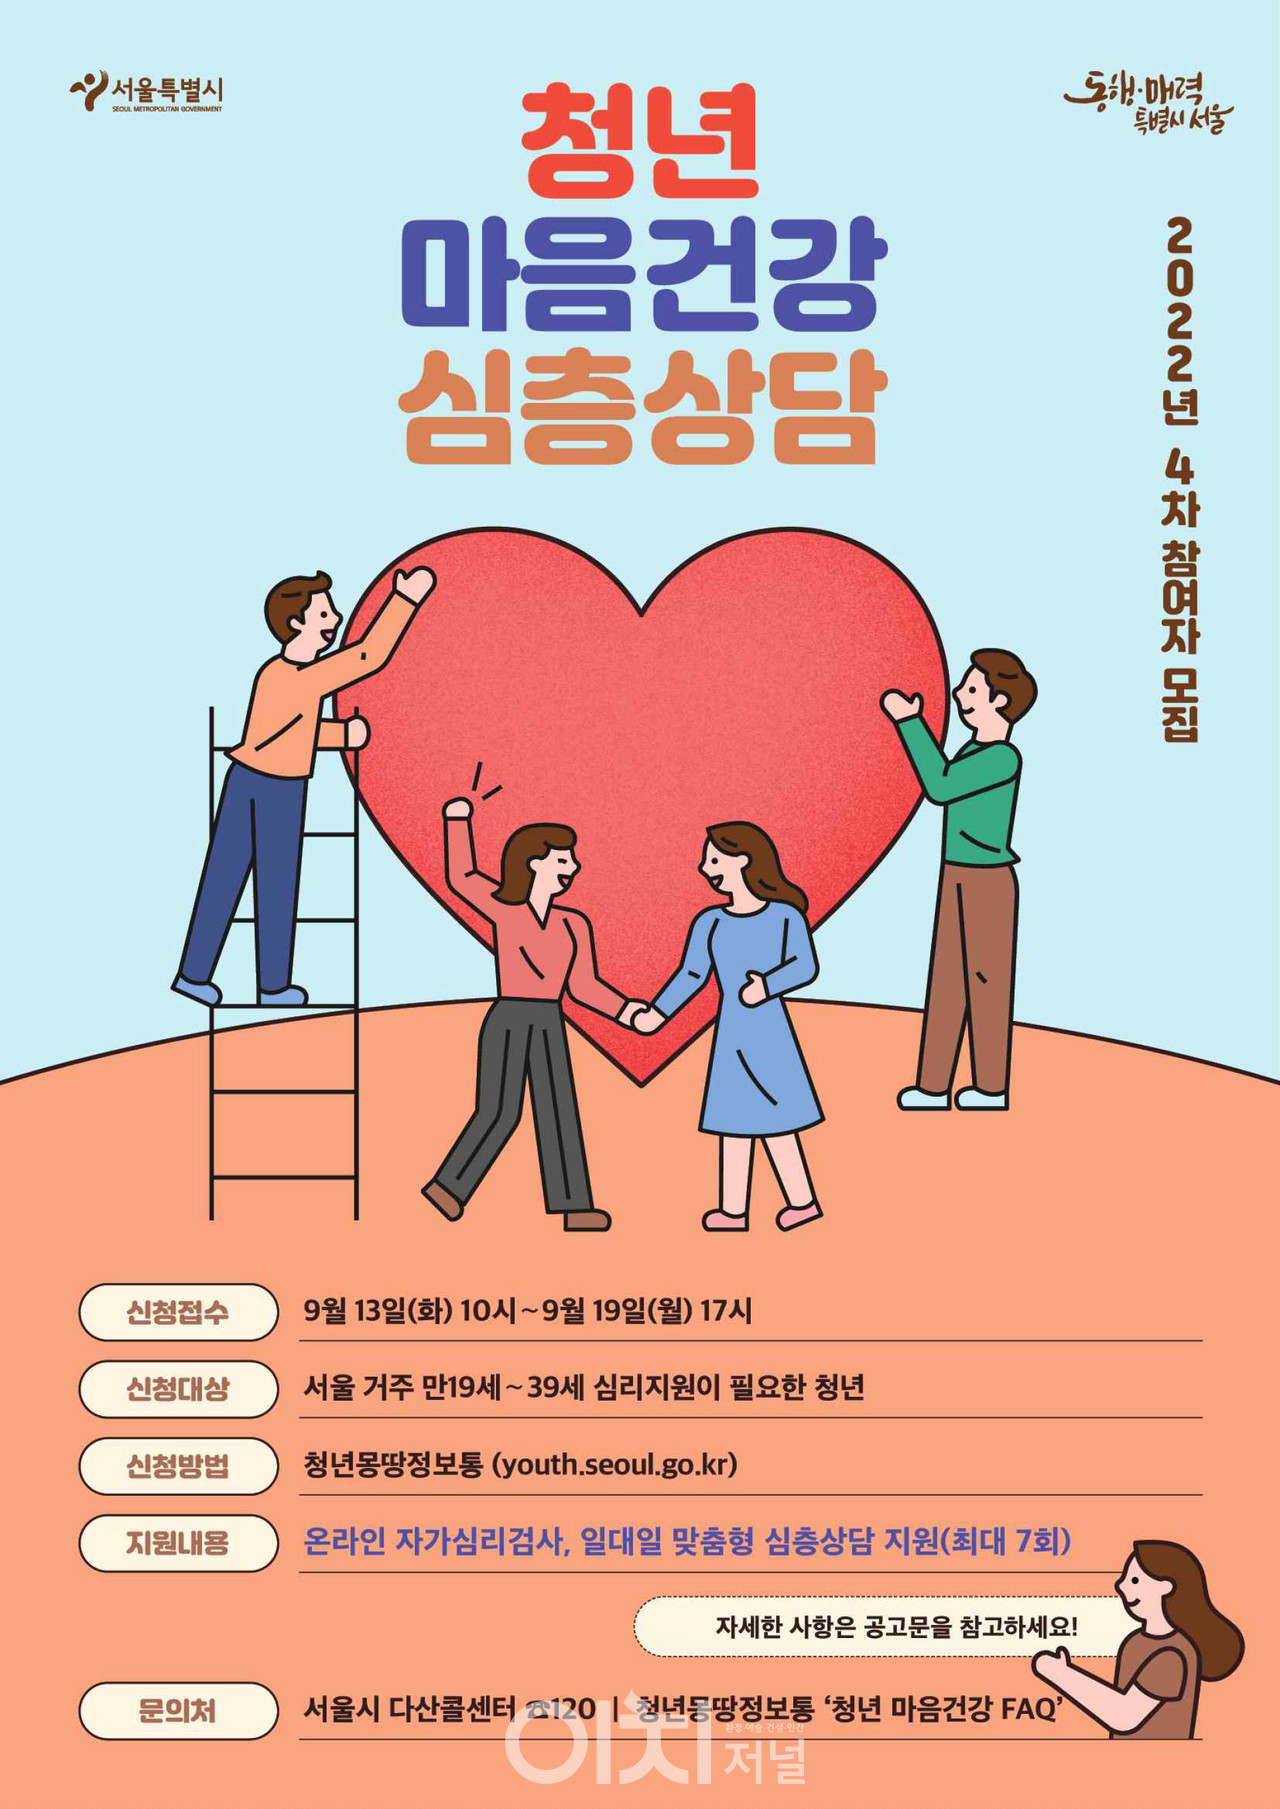 서울특별시
SEOUL METROPOLITAN GOVERNMENT
동행·매력
특별시 서울
청년
마음건강
심층상담
2022년 4차 참여자 모집
신청접수 9월 13일(화) 10시~9월 19일(월) 17시
신청대상 서울 거주 만19세~39세 심리지원이 필요한 청년
신청방법 청년몽땅정보통 (youth.seoul.go.kr)
지원내용 온라인 자가심리검사, 일대일 맞춤형 심층상담 지원(최대 7회)
자세한 사항은 공고문을 참고하세요!
문의처 서울시 다산콜센터 ☎120 | 청년몽땅정보통 ‘청년 마음건강 FAQ’
이치
환경·예술·건설·인간
저널